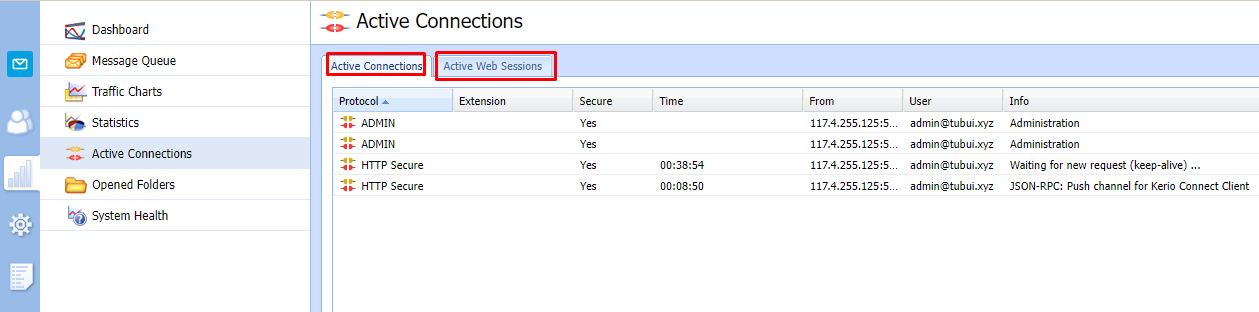 Dashboard
Message Queue
Traffic Charts
Statistics
Active Connections
Opened Folders
System Health
Active Connections
Active Connections Active Web Sessions
Protocol Extension Secure Time From User Info
ADMIN Yes 117.4.255.125:5... admin@tubui.xyz Administration
ADMIN Yes 117.4.255.125:5... admin@tubui.xyz Administration
HTTP Secure Yes 00:38:54 117.4.255.125:5... admin@tubui.xyz Waiting for new request (keep-alive) ...
HTTP Secure Yes 00:08:50 117.4.255.125:5... admin@tubui.xyz JSON-RPC: Push channel for Kerio Connect Client